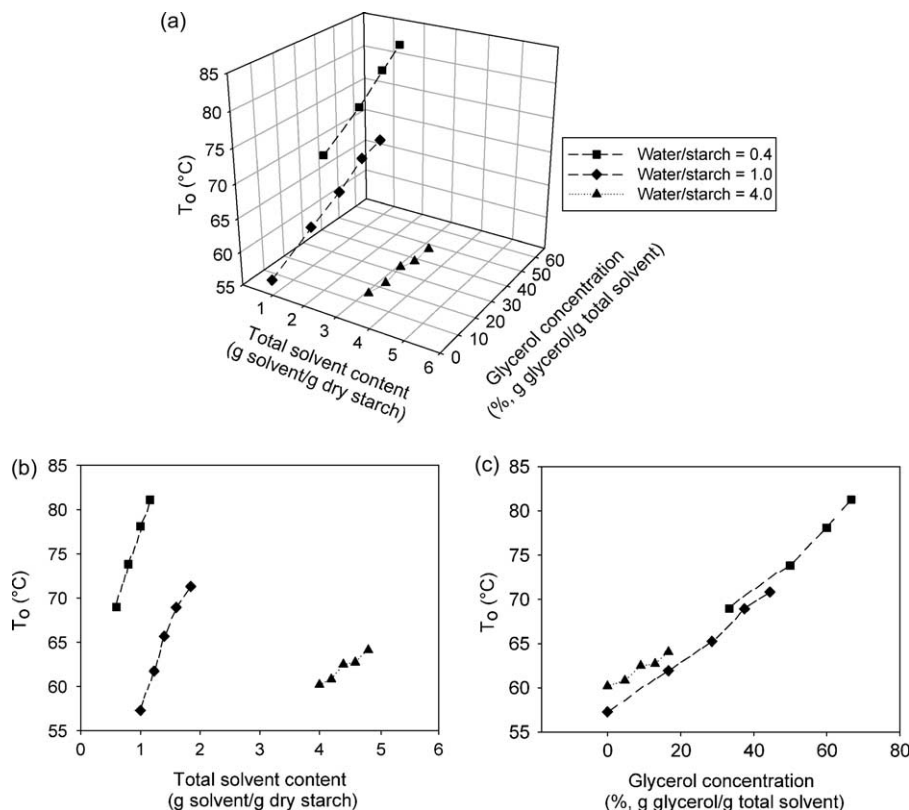 (a)
85
80
75
70
65
60
55
T₀ (°C)
1
2
3
4
5
6
Total solvent content
(g solvent/g dry starch)
0
10
20
30
40
50
60
Glycerol concentration
(%, g glycerol/g total solvent)
Water/starch = 0.4
Water/starch = 1.0
Water/starch = 4.0
(b)
85
80
75
70
65
60
55
T₀ (°C)
0 1 2 3 4 5 6
Total solvent content
(g solvent/g dry starch)
(c)
85
80
75
70
65
60
55
T₀ (°C)
0 20 40 60 80
Glycerol concentration
(%, g glycerol/g total solvent)